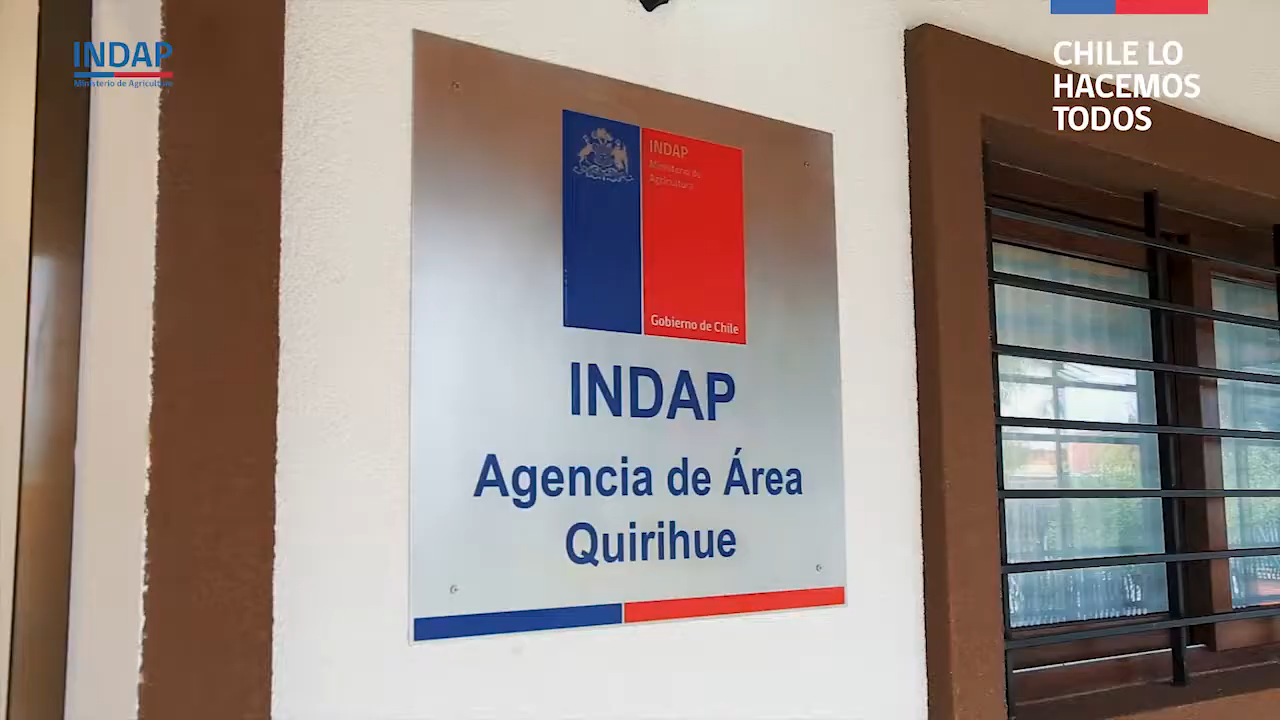 INDAP
Ministerio de Agricultura
CHILE LO
HACEMOS
TODOS
INDAP
Ministerio de
Agricultura
Gobierno de Chile
INDAP
Agencia de Área
Quirihue